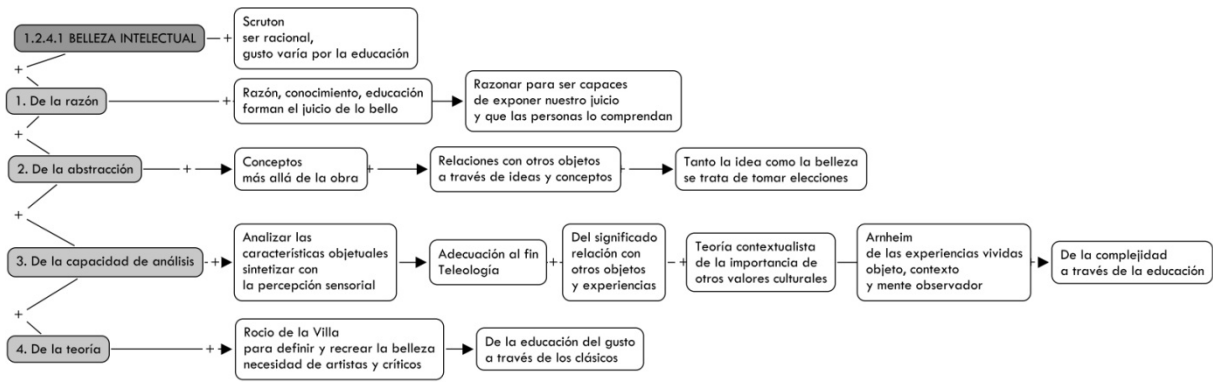 1.2.4.1 BELLEZA INTELECTUAL
Scruton
ser racional,
gusto varía por la educación
1. De la razón
Razón, conocimiento, educación
forman el juicio de lo bello
Razonar para ser capaces
de exponer nuestro juicio
y que las personas lo comprendan
2. De la abstracción
Conceptos
más allá de la obra
Relaciones con otros objetos
a través de ideas y conceptos
Tanto la idea como la belleza
se trata de tomar elecciones
3. De la capacidad de análisis
Analizar las
características objetuales
sintetizar con
la percepción sensorial
Adecuación al fin
Teleología
Del significado
relación con
otros objetos
y experiencias
Teoría contextualista
de la importancia de
otros valores culturales
Arnheim
de las experiencias vividas
objeto, contexto
y mente observador
De la complejidad
a través de la educación
4. De la teoría
Rocio de la Villa
para definir y recrear la belleza
necesidad de artistas y críticos
De la educación del gusto
a través de los clásicos